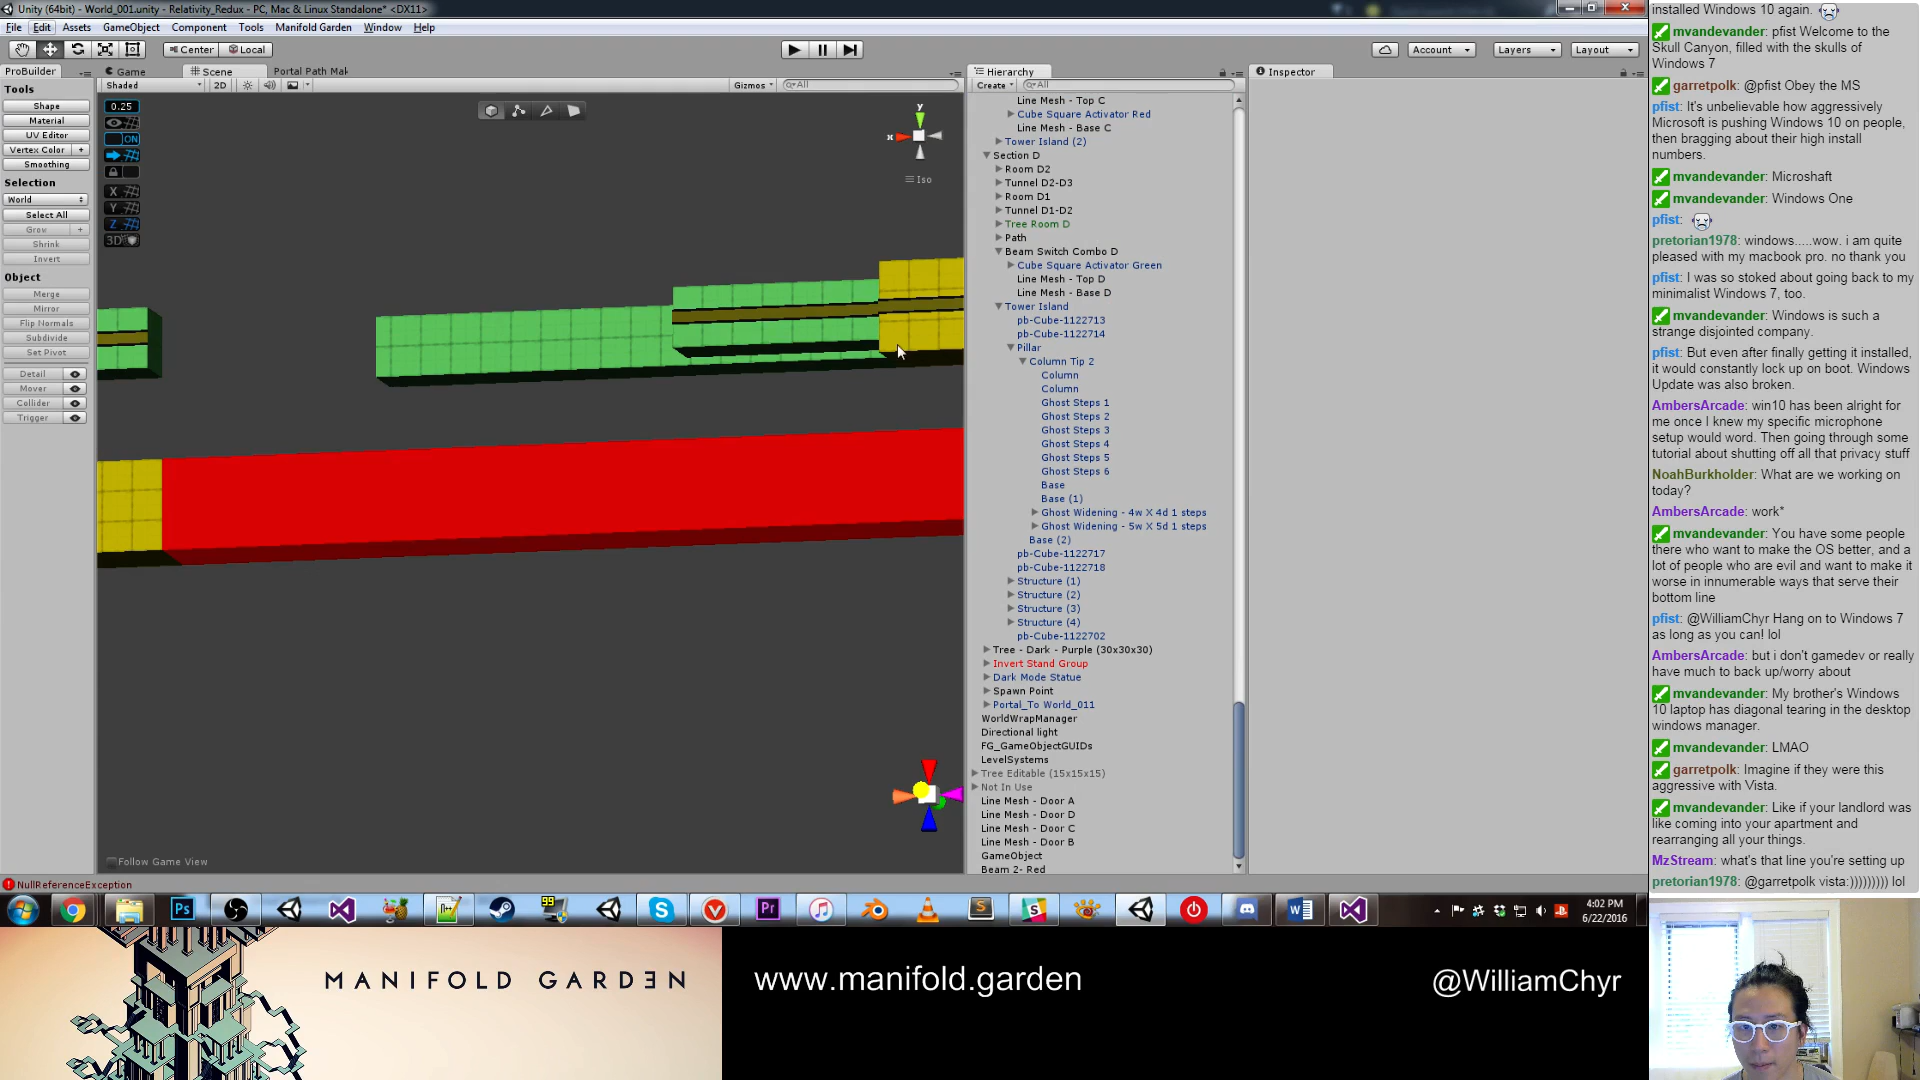 Unity (64bit) - World_001.unity - Relativity_Redux - PC, Mac & Linux Standalone* <DX11>
File Edit Assets GameObject Component Tools Manifold Garden Window Help
Center Local Account Layers Layout
ProBuilder
Game Scene Portal Path Mak
Hierarchy
Inspector
Shaded 2D Gizmos All
Create All
Tools
Shape
Material
UV Editor
Vertex Color +
Smoothing
Selection
World
Select All
Grow +
Shrink
Invert
Object
Merge
Mirror
Flip Normals
Subdivide
Set Pivot
Detail
Mover
Collider
Trigger
0.25
ON
X
Y
Z
3D
y
x
Iso
Follow Game View
NullReferenceException
Line Mesh - Top C
Cube Square Activator Red
Line Mesh - Base C
Tower Island (2)
Section D
Room D2
Tunnel D2-D3
Room D1
Tunnel D1-D2
Tree Room D
Path
Beam Switch Combo D
Cube Square Activator Green
Line Mesh - Top D
Line Mesh - Base D
Tower Island
pb-Cube-1122713
pb-Cube-1122714
Pillar
Column Tip 2
Column
Column
Ghost Steps 1
Ghost Steps 2
Ghost Steps 3
Ghost Steps 4
Ghost Steps 5
Ghost Steps 6
Base
Base (1)
Ghost Widening - 4w X 4d 1 steps
Ghost Widening - 5w X 5d 1 steps
Base (2)
pb-Cube-1122717
pb-Cube-1122718
Structure (1)
Structure (2)
Structure (3)
Structure (4)
pb-Cube-1122702
Tree - Dark - Purple (30x30x30)
Invert Stand Group
Dark Mode Statue
Spawn Point
Portal_To World_011
WorldWrapManager
Directional light
FG_GameObjectGUIDs
LevelSystems
Tree Editable (15x15x15)
Not In Use
Line Mesh - Door A
Line Mesh - Door D
Line Mesh - Door C
Line Mesh - Door B
GameObject
Beam 2- Red
installed Windows 10 again.
mvandevander: pfist Welcome to the
Skull Canyon, filled with the skulls of
Windows 7
garretpolk: @pfist Obey the MS
pfist: It's unbelievable how aggressively
Microsoft is pushing Windows 10 on people,
then bragging about their high install
numbers.
mvandevander: Microshaft
mvandevander: Windows One
pfist:
pretorian1978: windows.....wow. i am quite
pleased with my macbook pro. no thank you
pfist: I was so stoked about going back to my
minimalist Windows 7, too.
mvandevander: Windows is such a
strange disjointed company.
pfist: But even after finally getting it installed,
it would constantly lock up on boot. Windows
Update was also broken.
AmbersArcade: win10 has been alright for
me once I knew my specific microphone
setup would word. Then going through some
tutorial about shutting off all that privacy stuff
NoahBurkholder: What are we working on
today?
AmbersArcade: work*
mvandevander: You have some people
there who want to make the OS better, and a
lot of people who are evil and want to make it
worse in innumerable ways that serve their
bottom line
pfist: @WilliamChyr Hang on to Windows 7
as long as you can! lol
AmbersArcade: but i don't gamedev or really
have much to back up/worry about
mvandevander: My brother's Windows
10 laptop has diagonal tearing in the desktop
windows manager.
mvandevander: LMAO
garretpolk: Imagine if they were this
aggressive with Vista.
mvandevander: Like if your landlord was
like coming into your apartment and
rearranging all your things.
MzStream: what's that line you're setting up
pretorian1978: @garretpolk vista:))))))))) lol
Ps
99
Pr
4:02 PM
6/22/2016
MANIFOLD GARDƎN
www.manifold.garden
@WilliamChyr